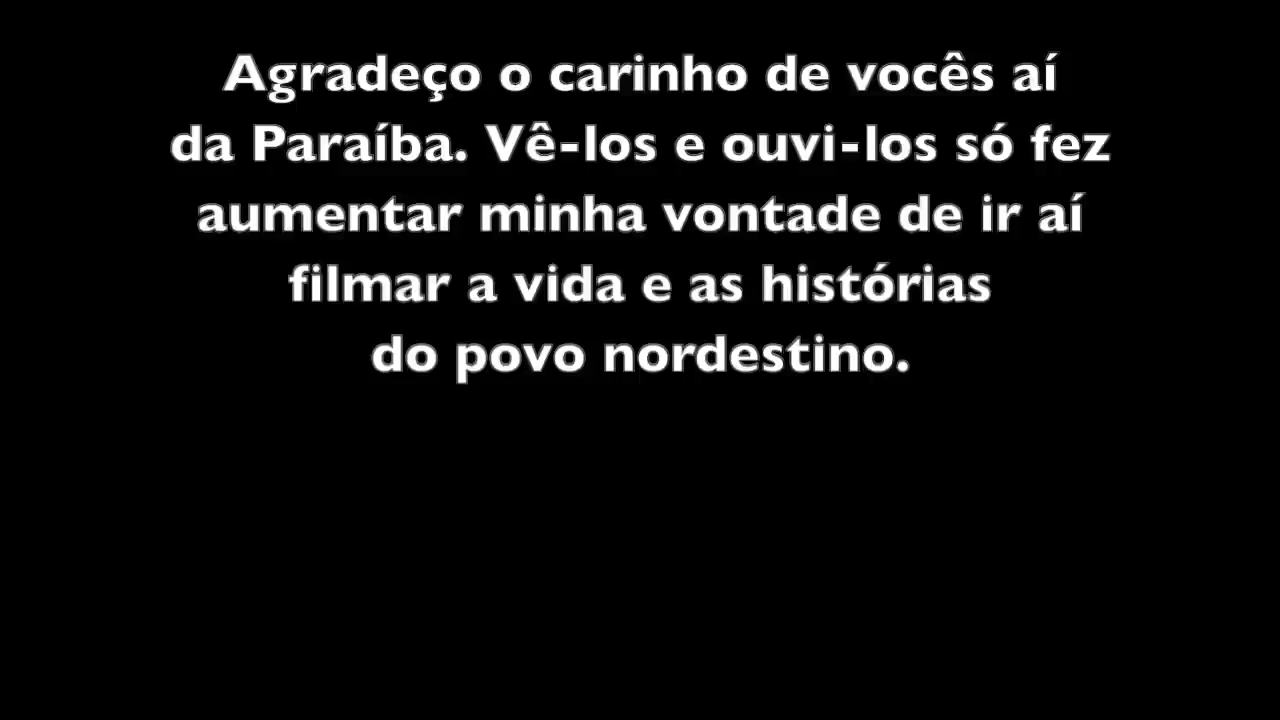 Agradeço o carinho de vocês aí
da Paraíba. Vê-los e ouvi-los só fez
aumentar minha vontade de ir aí
filmar a vida e as histórias
do povo nordestino.